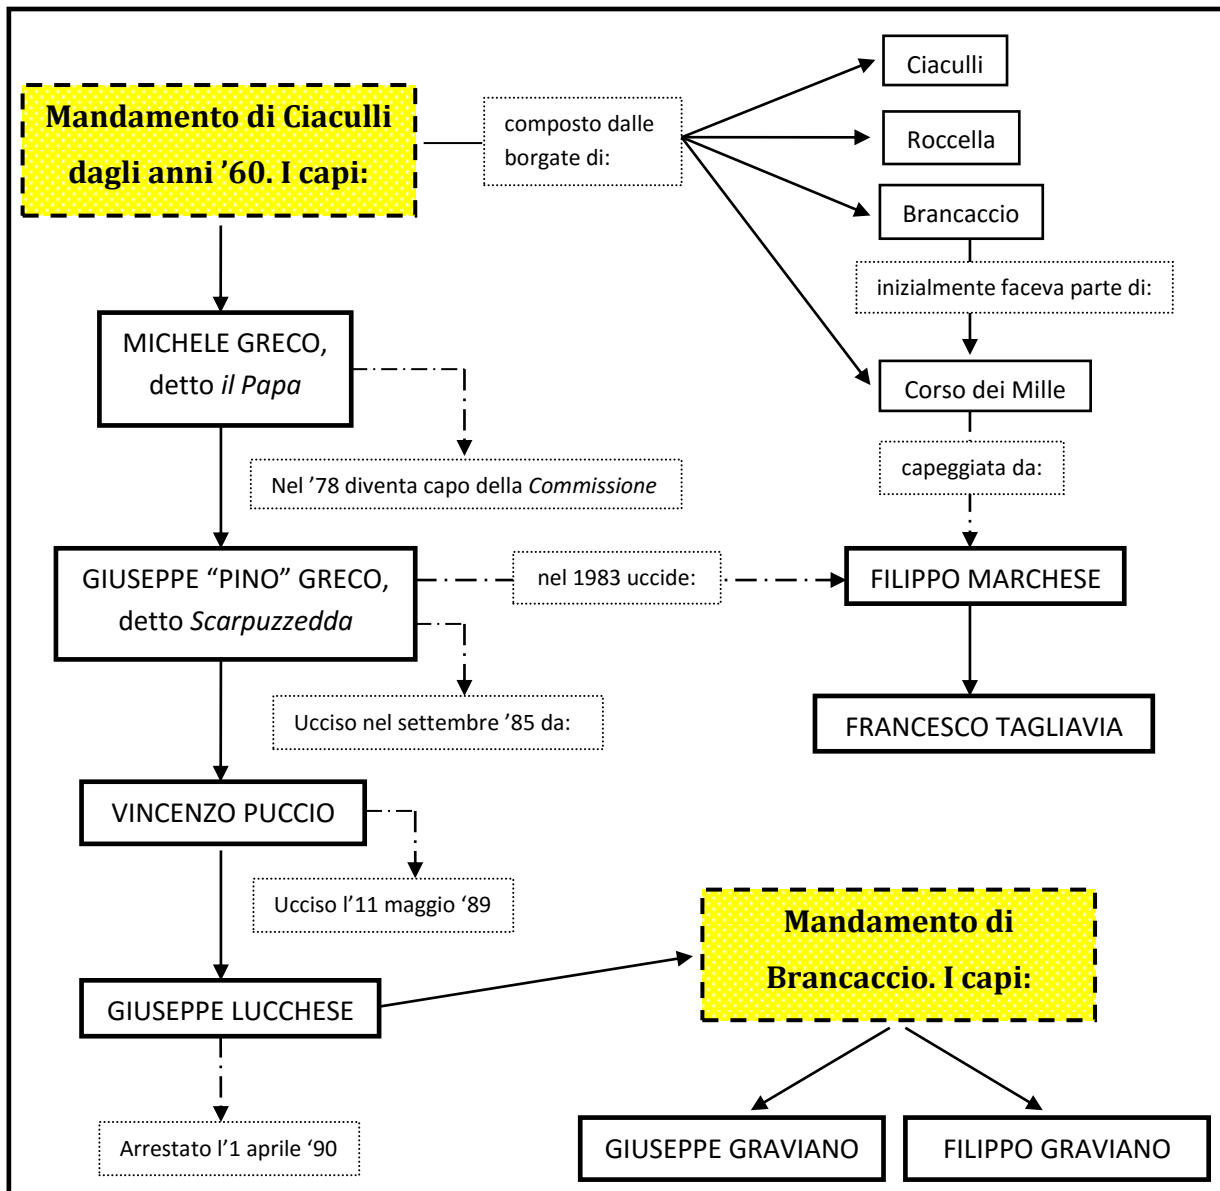 Mandamento di Ciaculli
dagli anni ’60. I capi:
composto dalle
borgate di:
Ciaculli
Roccella
Brancaccio
inizialmente faceva parte di:
Corso dei Mille
capeggiata da:
MICHELE GRECO,
detto il Papa
Nel ’78 diventa capo della Commissione
GIUSEPPE “PINO” GRECO,
detto Scarpuzzedda
nel 1983 uccide:
FILIPPO MARCHESE
Ucciso nel settembre ’85 da:
FRANCESCO TAGLIAVIA
VINCENZO PUCCIO
Ucciso l’11 maggio ‘89
GIUSEPPE LUCCHESE
Arrestato l’1 aprile ‘90
Mandamento di
Brancaccio. I capi:
GIUSEPPE GRAVIANO
FILIPPO GRAVIANO